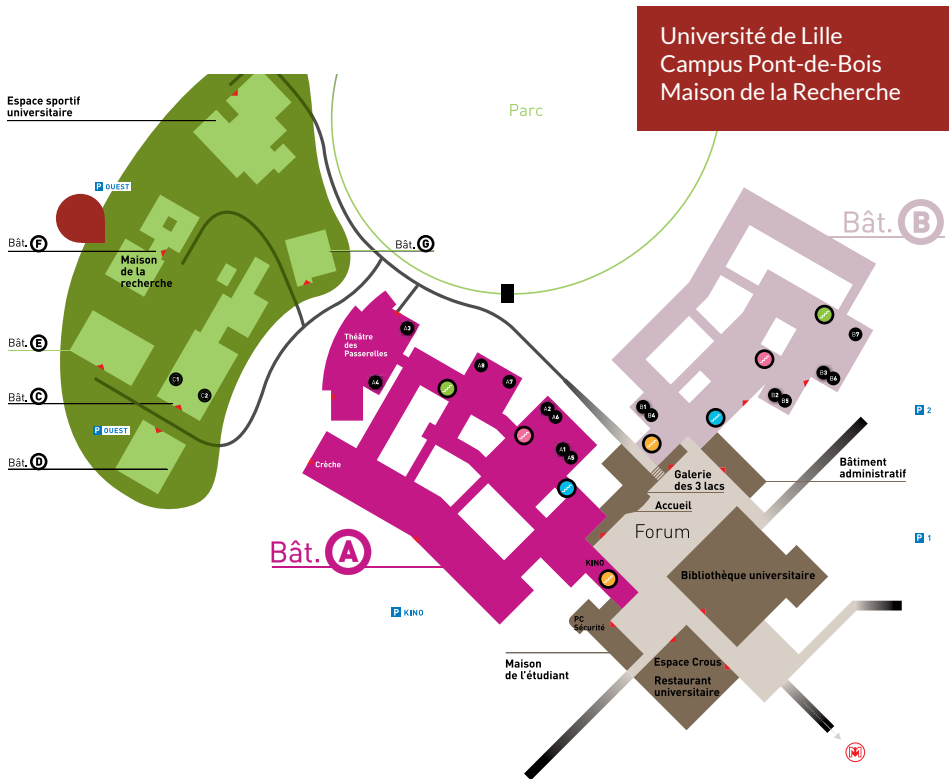 Université de Lille
Campus Pont-de-Bois
Maison de la Recherche
Espace sportif
universitaire
Parc
P OUEST
Bât. B
Bât. F
Bât. G
Maison
de la
recherche
A3
Théâtre
des
Passerelles
B7
Bât. E
A8
B3
B6
C1
A4
A7
Bât. C
C2
B2
B5
A2
A6
B1
B4
P 2
P OUEST
A1
A5
Bât. D
Crèche
Galerie
des 3 lacs
Bâtiment
administratif
Accueil
Forum
P 1
Bât. A
KINO
Bibliothèque universitaire
P KINO
PC
Sécurité
Maison
de l'étudiant
Espace Crous
Restaurant
universitaire
M